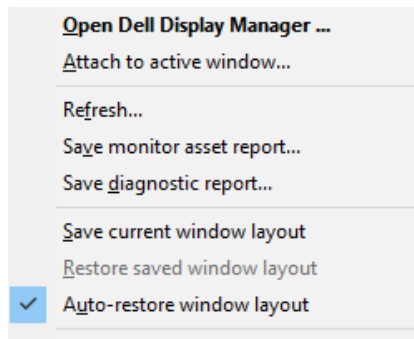 Open Dell Display Manager ...
Attach to active window...
Refresh...
Save monitor asset report...
Save diagnostic report...
Save current window layout
Restore saved window layout
Auto-restore window layout